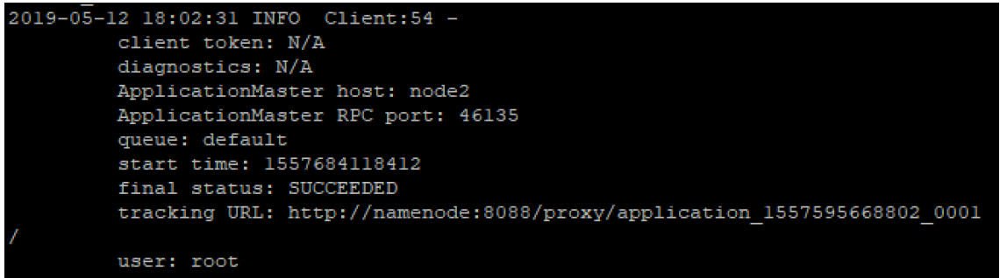 2019-05-12 18:02:31 INFO  Client:54 -
client token: N/A
diagnostics: N/A
ApplicationMaster host: node2
ApplicationMaster RPC port: 46135
queue: default
start time: 1557684118412
final status: SUCCEEDED
tracking URL: http://namenode:8088/proxy/application_1557595668802_0001
/
user: root